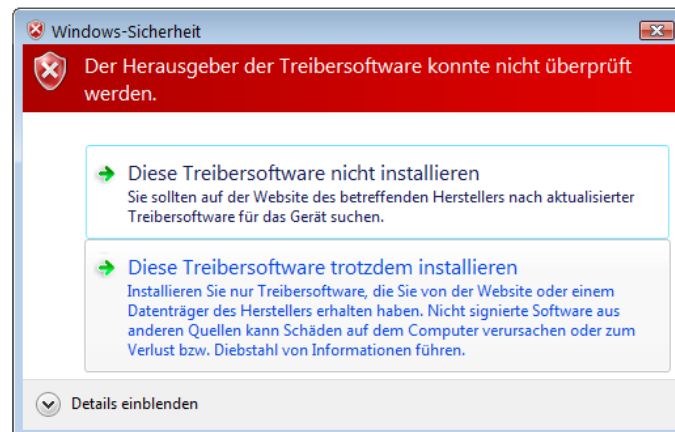 Windows-Sicherheit
Der Herausgeber der Treibersoftware konnte nicht überprüft
werden.
Diese Treibersoftware nicht installieren
Sie sollten auf der Website des betreffenden Herstellers nach aktualisierter
Treibersoftware für das Gerät suchen.
Diese Treibersoftware trotzdem installieren
Installieren Sie nur Treibersoftware, die Sie von der Website oder einem
Datenträger des Herstellers erhalten haben. Nicht signierte Software aus
anderen Quellen kann Schäden auf dem Computer verursachen oder zum
Verlust bzw. Diebstahl von Informationen führen.
Details einblenden